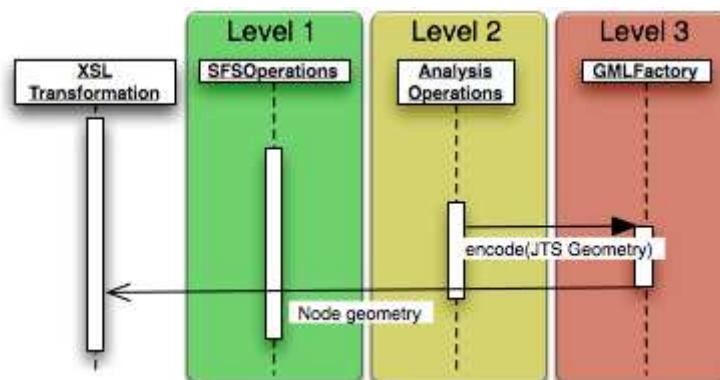 Level 1
Level 2
Level 3
XSL
Transformation
SFSOperations
Analysis
Operations
GMLFactory
encode(JTS Geometry)
Node geometry